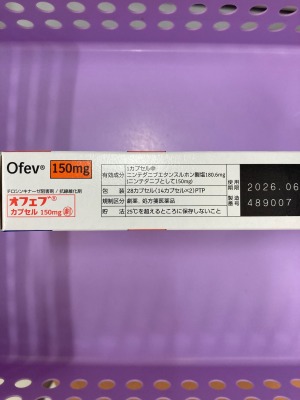 Ofev® 150mg
チロシンキナーゼ阻害剤 / 抗線維化剤
オフェブ®
カプセル 150mg 劇
有効成分
1カプセル中
ニンテダニブエタンスルホン酸塩180.6mg
(ニンテダニブとして150mg)
包 装 28カプセル(14カプセル×2)PTP
規制区分 劇薬、処方箋医薬品
貯 法 25℃を超えるところに保存しないこと
使用期限 2026.06
製造番号 489007